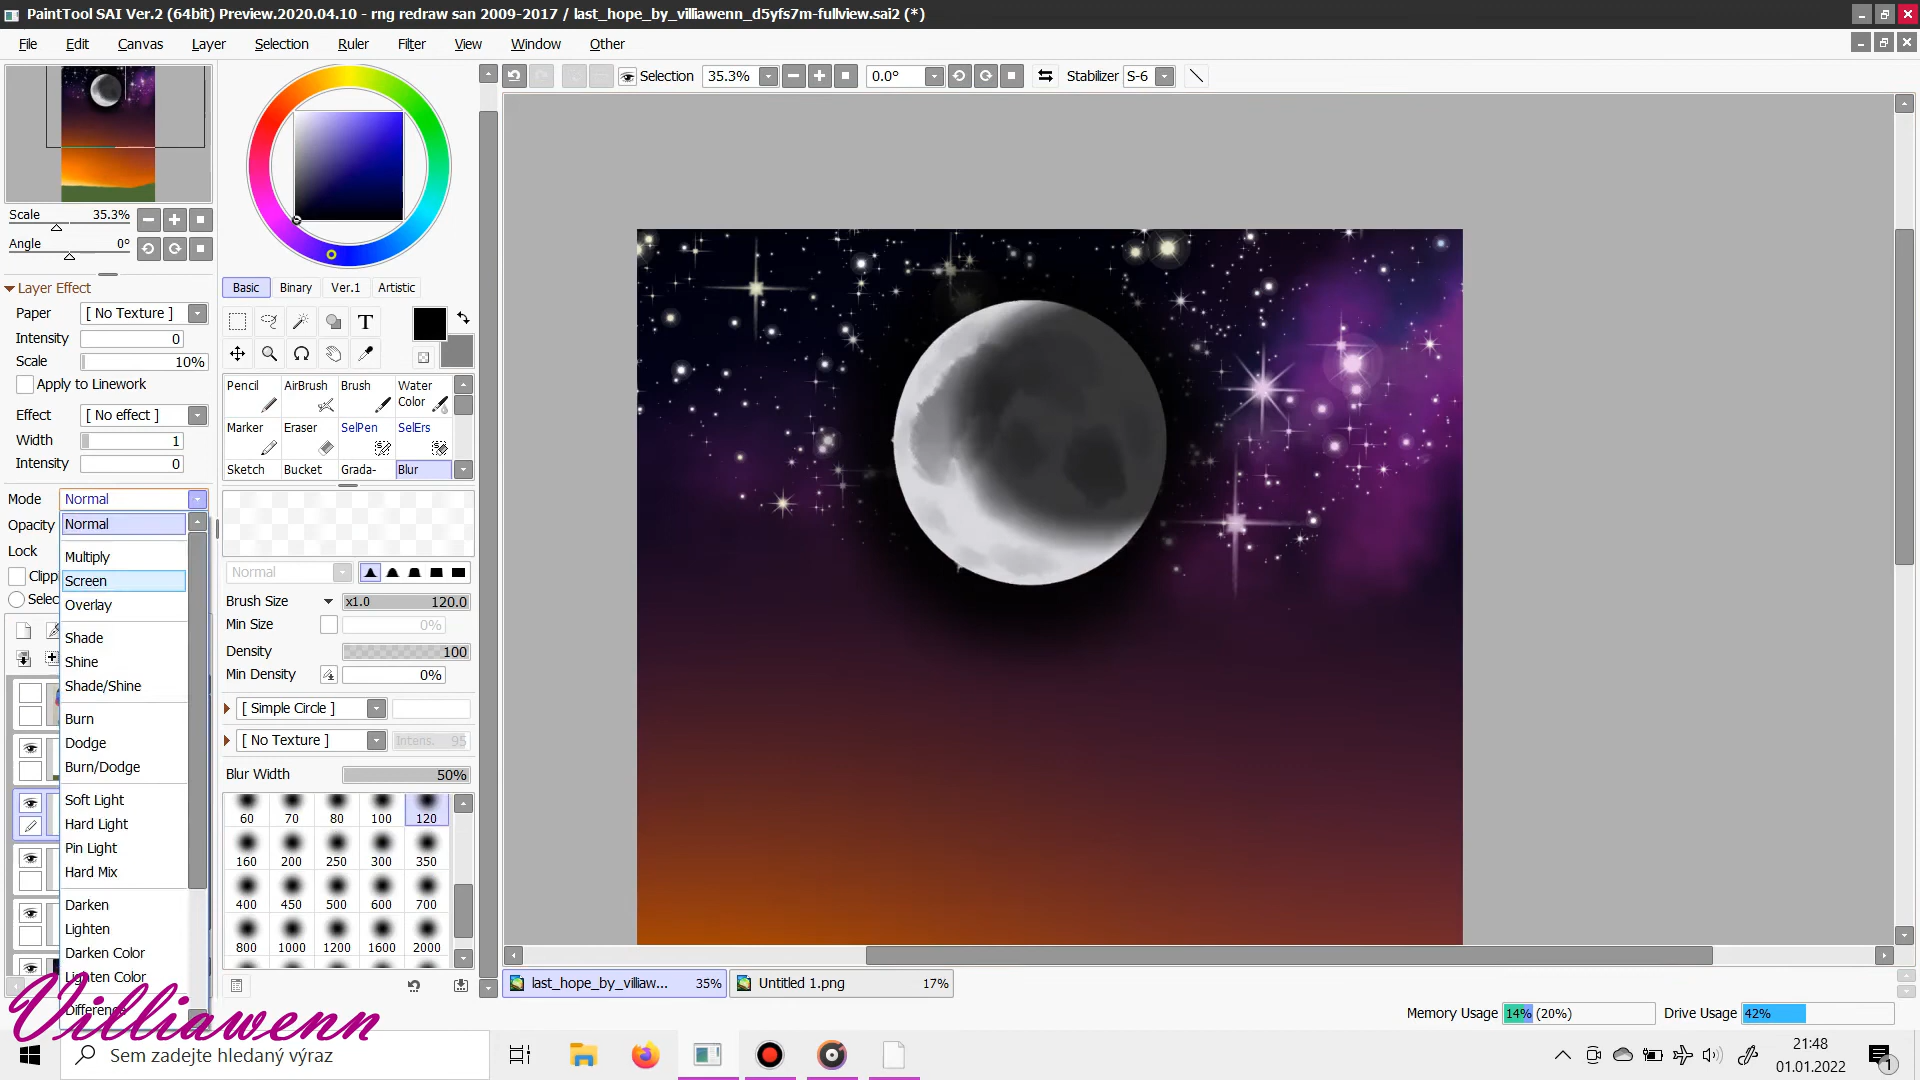 PaintTool SAI Ver.2 (64bit) Preview.2020.04.10 - rng redraw san 2009-2017 / last_hope_by_villiawenn_d5yfs7m-fullview.sai2 (*)
File Edit Canvas Layer Selection Ruler Filter View Window Other
Selection 35.3% 0.0° Stabilizer S-6
Scale 35.3%
Angle 0°
Layer Effect
Paper [ No Texture ]
Intensity 0
Scale 10%
Apply to Linework
Effect [ No effect ]
Width 1
Intensity 0
Mode Normal
Opacity
Lock
Normal
Multiply
Screen
Overlay
Shade
Shine
Shade/Shine
Burn
Dodge
Burn/Dodge
Soft Light
Hard Light
Pin Light
Hard Mix
Darken
Lighten
Darken Color
Lighten Color
Difference
Basic Binary Ver.1 Artistic
T
Pencil AirBrush Brush Water Color
Marker Eraser SelPen SelErs
Sketch Bucket Grada- Blur
Normal
Brush Size x1.0 120.0
Min Size 0%
Density 100
Min Density 0%
[ Simple Circle ]
[ No Texture ] Intens. 95
Blur Width 50%
60 70 80 100 120
160 200 250 300 350
400 450 500 600 700
800 1000 1200 1600 2000
last_hope_by_villiaw... 35% Untitled 1.png 17%
Memory Usage 14% (20%) Drive Usage 42%
Villiawenn
Sem zadejte hledaný výraz
21:48
01.01.2022
1